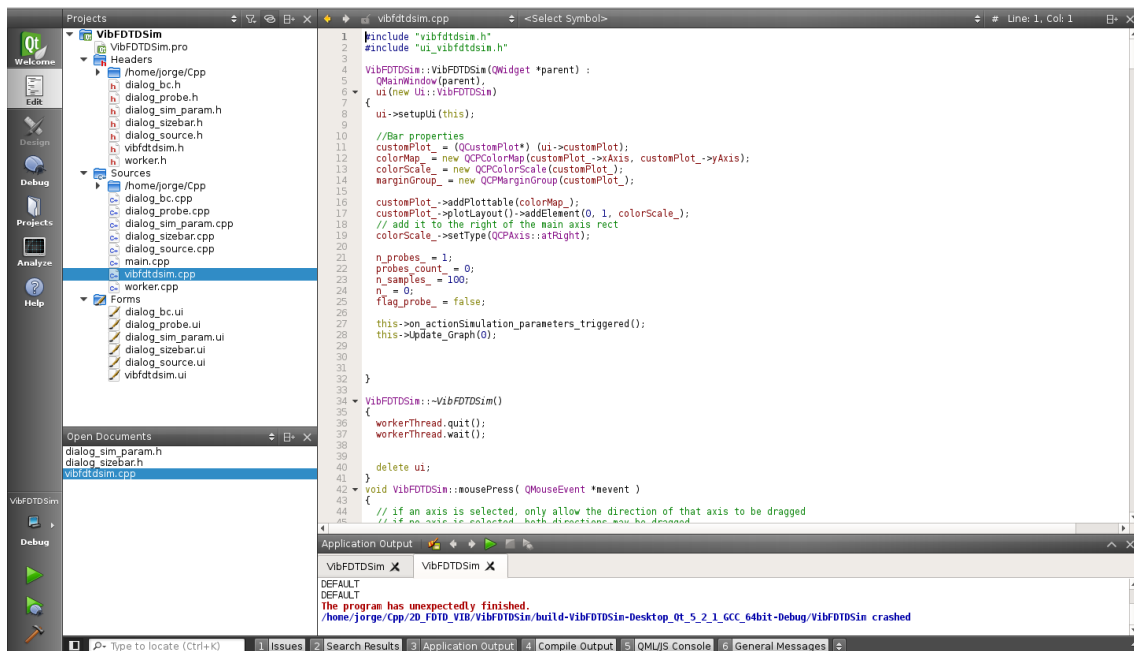 Projects
vibfdtdsim.cpp
<Select Symbol>
# Line: 1, Col: 1
Qt
Welcome
Edit
Design
Debug
Projects
Analyze
Help
VibFDTDSim
Debug
VibFDTDSim
VibFDTDSim.pro
Headers
/home/jorge/Cpp
dialog_bc.h
dialog_probe.h
dialog_sim_param.h
dialog_sizebar.h
dialog_source.h
vibfdtdsim.h
worker.h
Sources
/home/jorge/Cpp
dialog_bc.cpp
dialog_probe.cpp
dialog_sim_param.cpp
dialog_sizebar.cpp
dialog_source.cpp
main.cpp
vibfdtdsim.cpp
worker.cpp
Forms
dialog_bc.ui
dialog_probe.ui
dialog_sim_param.ui
dialog_sizebar.ui
dialog_source.ui
vibfdtdsim.ui
Open Documents
dialog_sim_param.h
dialog_sizebar.h
vibfdtdsim.cpp
1 #include "vibfdtdsim.h"
2 #include "ui_vibfdtdsim.h"
3
4 VibFDTDSim::VibFDTDSim(QWidget *parent) :
5 QMainWindow(parent),
6 ui(new Ui::VibFDTDSim)
7 {
8 ui->setupUi(this);
9
10 //Bar properties
11 customPlot_ = (QCustomPlot*) (ui->customPlot);
12 colorMap_ = new QCPColorMap(customPlot_->xAxis, customPlot_->yAxis);
13 colorScale_ = new QCPColorScale(customPlot_);
14 marginGroup_ = new QCPMarginGroup(customPlot_);
15
16 customPlot_->addPlottable(colorMap_);
17 customPlot_->plotLayout()->addElement(0, 1, colorScale_);
18 // add it to the right of the main axis rect
19 colorScale_->setType(QCPAxis::atRight);
20
21 n_probes_ = 1;
22 probes_count_ = 0;
23 n_samples_ = 100;
24 n_ = 0;
25 flag_probe_ = false;
26
27 this->on_actionSimulation_parameters_triggered();
28 this->Update_Graph(0);
29
30
31
32 }
33
34 VibFDTDSim::~VibFDTDSim()
35 {
36 workerThread.quit();
37 workerThread.wait();
38
39
40 delete ui;
41 }
42 void VibFDTDSim::mousePress( QMouseEvent *mevent )
43 {
44 // if an axis is selected, only allow the direction of that axis to be dragged
45 // if no axis is selected, both directions may be dragged
Application Output
VibFDTDSim
VibFDTDSim
DEFAULT
DEFAULT
The program has unexpectedly finished.
/home/jorge/Cpp/2D_FDTD_VIB/VibFDTDSim/build-VibFDTDSim-Desktop_Qt_5_2_1_GCC_64bit-Debug/VibFDTDSim crashed
Type to locate (Ctrl+K)
1 Issues
2 Search Results
3 Application Output
4 Compile Output
5 QML/JS Console
6 General Messages